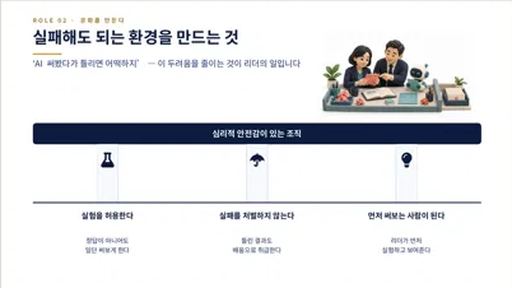 ROLE 02 · 문화를 만든다
실패해도 되는 환경을 만드는 것
'AI 써봤다가 틀리면 어떡하지' — 이 두려움을 줄이는 것이 리더의 일입니다
심리적 안전감이 있는 조직
실험을 허용한다
실패를 처벌하지 않는다
먼저 써보는 사람이 된다
정답이 아니어도
일단 써보게 한다
틀린 결과도
배움으로 취급한다
리더가 먼저
실험하고 보여준다